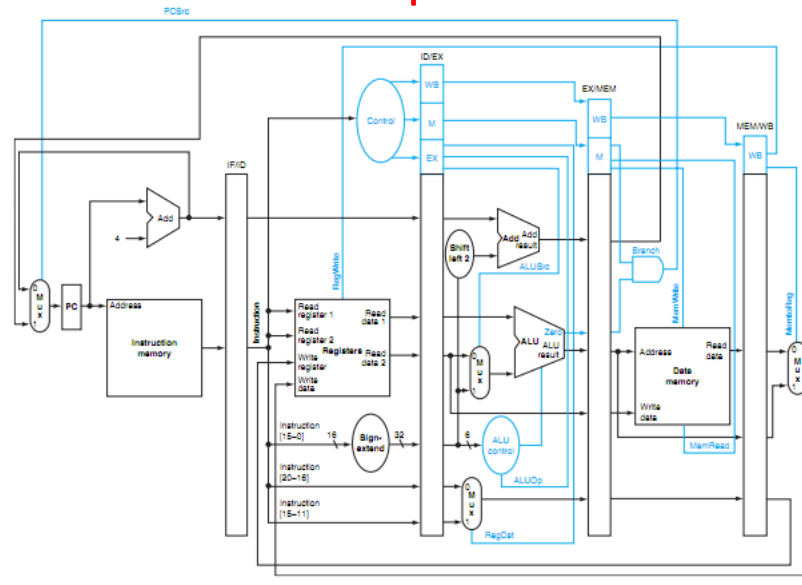 PCSrc
ID/EX
WB
M
EX
Control
EX/MEM
WB
M
MEM/WB
WB
IF/ID
Add
4
RegWrite
Shift
left 2
Add
Add
result
ALUSrc
Branch
MemWrite
MemtoReg
0
M
u
x
1
PC
Address
Instruction
memory
Instruction
Read
register 1
Read
register 2
Write
register
Write
data
Registers
Read
data 1
Read
data 2
0
M
u
x
1
Zero
ALU
ALU
result
Address
Write
data
Read
data
Data
memory
MemRead
0
M
u
x
1
Instruction
[15–0]
16
Sign-
extend
32
6
ALU
control
ALUOp
Instruction
[20–16]
Instruction
[15–11]
0
M
u
x
1
RegDst